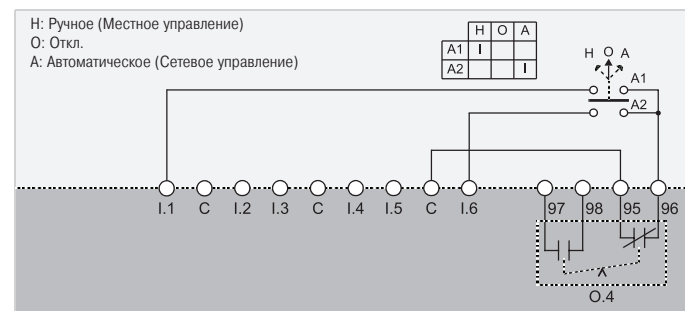 H: Ручное (Местное управление)
O: Откл.
A: Автоматическое (Сетевое управление)
H O A
A1 I
A2 I
H O A
A1
A2
I.1 C I.2 I.3 C I.4 I.5 C I.6 97 98 95 96
O.4